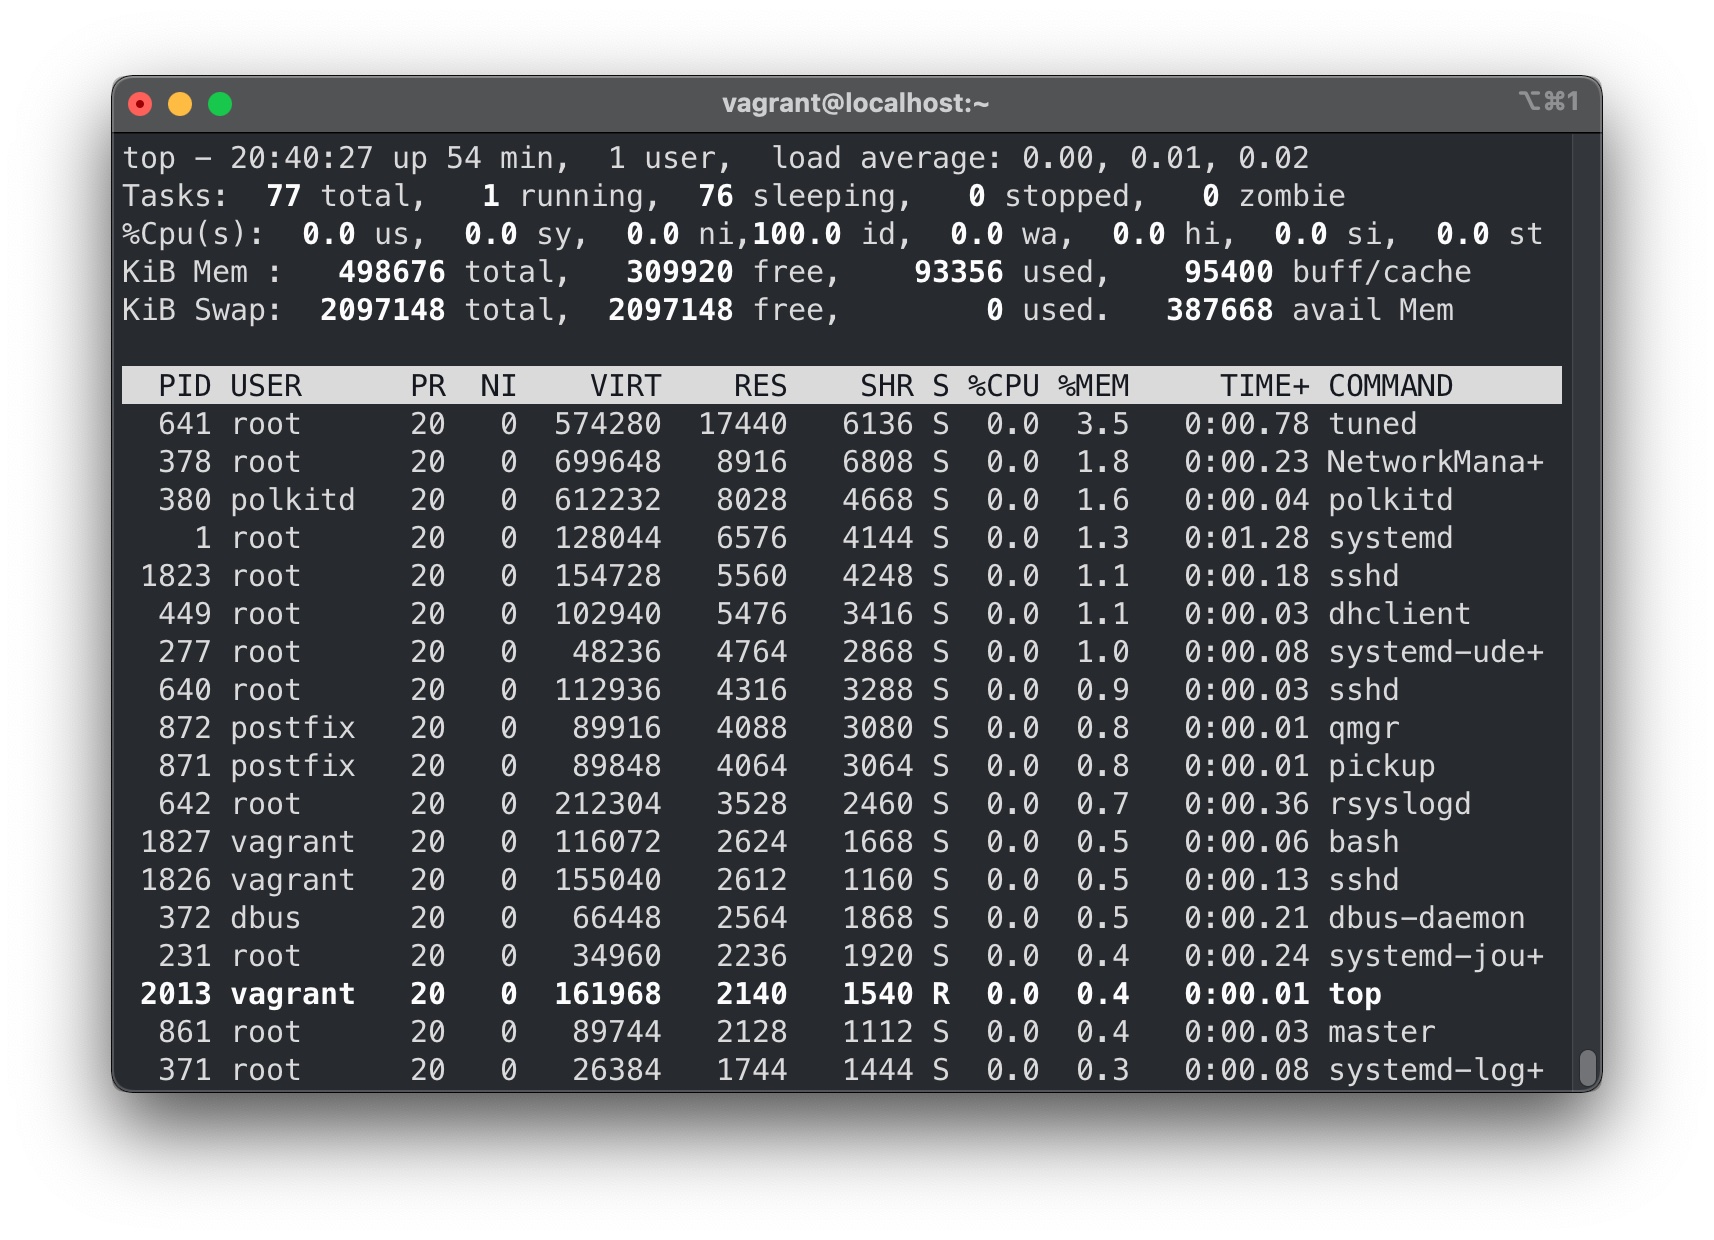 vagrant@localhost:~ ⌥⌘1
top - 20:40:27 up 54 min,  1 user,  load average: 0.00, 0.01, 0.02
Tasks:  77 total,   1 running,  76 sleeping,   0 stopped,   0 zombie
%Cpu(s):  0.0 us,  0.0 sy,  0.0 ni,100.0 id,  0.0 wa,  0.0 hi,  0.0 si,  0.0 st
KiB Mem :   498676 total,   309920 free,    93356 used,    95400 buff/cache
KiB Swap:  2097148 total,  2097148 free,        0 used.   387668 avail Mem
  PID USER      PR  NI    VIRT    RES    SHR S %CPU %MEM     TIME+ COMMAND
  641 root      20   0  574280  17440   6136 S  0.0  3.5   0:00.78 tuned
  378 root      20   0  699648   8916   6808 S  0.0  1.8   0:00.23 NetworkMana+
  380 polkitd   20   0  612232   8028   4668 S  0.0  1.6   0:00.04 polkitd
    1 root      20   0  128044   6576   4144 S  0.0  1.3   0:01.28 systemd
 1823 root      20   0  154728   5560   4248 S  0.0  1.1   0:00.18 sshd
  449 root      20   0  102940   5476   3416 S  0.0  1.1   0:00.03 dhclient
  277 root      20   0   48236   4764   2868 S  0.0  1.0   0:00.08 systemd-ude+
  640 root      20   0  112936   4316   3288 S  0.0  0.9   0:00.03 sshd
  872 postfix   20   0   89916   4088   3080 S  0.0  0.8   0:00.01 qmgr
  871 postfix   20   0   89848   4064   3064 S  0.0  0.8   0:00.01 pickup
  642 root      20   0  212304   3528   2460 S  0.0  0.7   0:00.36 rsyslogd
 1827 vagrant   20   0  116072   2624   1668 S  0.0  0.5   0:00.06 bash
 1826 vagrant   20   0  155040   2612   1160 S  0.0  0.5   0:00.13 sshd
  372 dbus      20   0   66448   2564   1868 S  0.0  0.5   0:00.21 dbus-daemon
  231 root      20   0   34960   2236   1920 S  0.0  0.4   0:00.24 systemd-jou+
 2013 vagrant   20   0  161968   2140   1540 R  0.0  0.4   0:00.01 top
  861 root      20   0   89744   2128   1112 S  0.0  0.4   0:00.03 master
  371 root      20   0   26384   1744   1444 S  0.0  0.3   0:00.08 systemd-log+